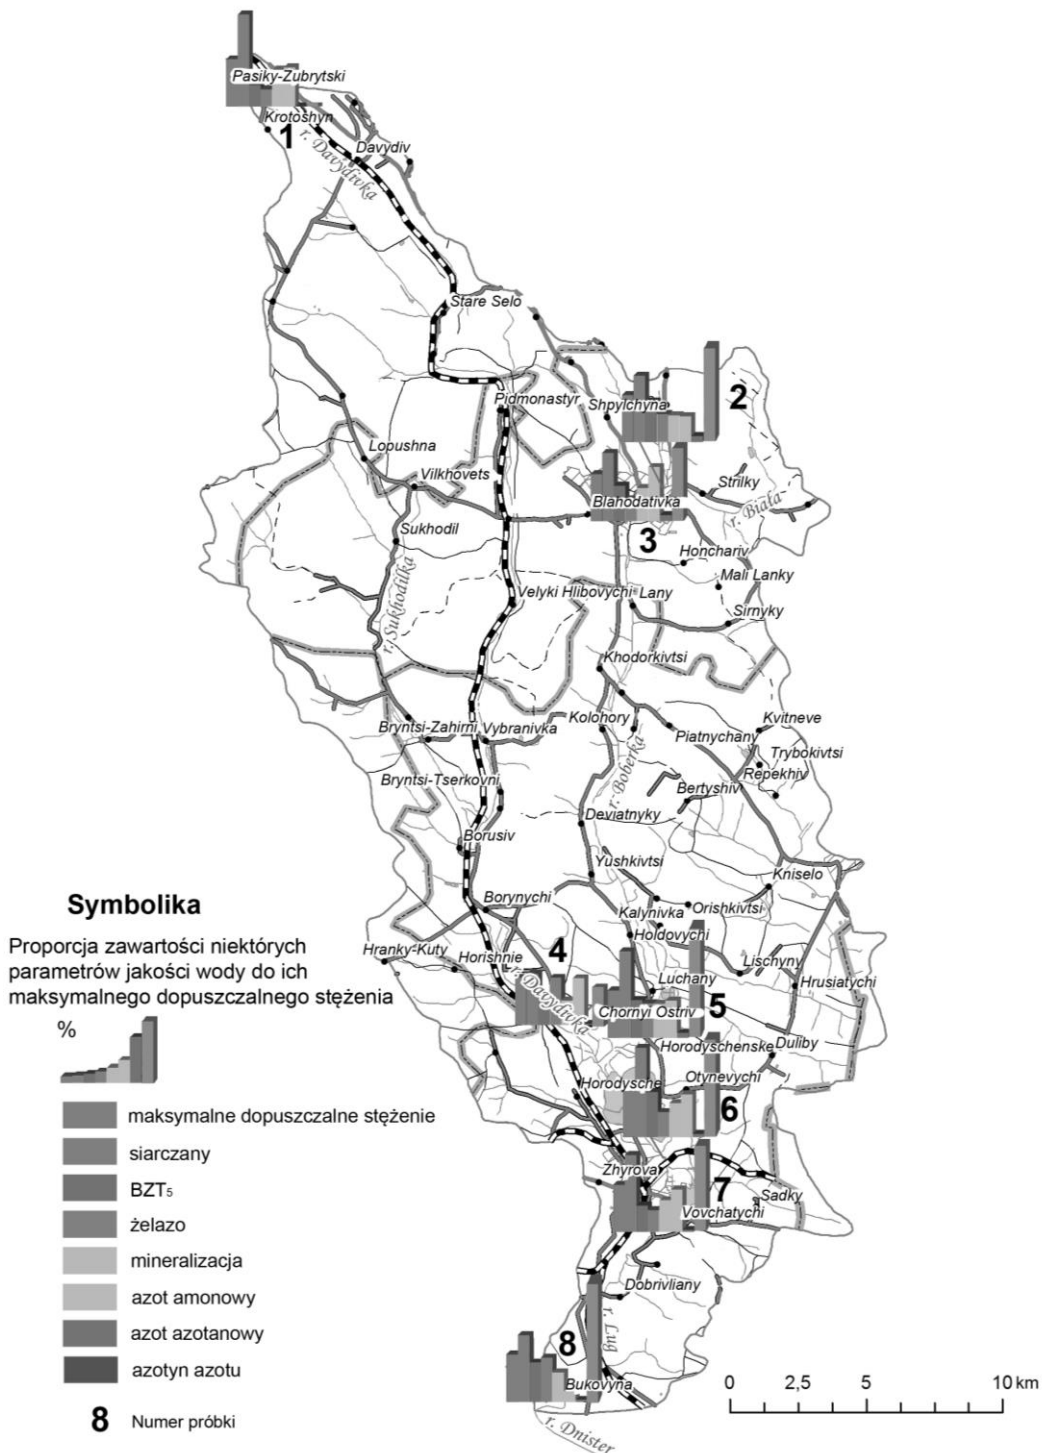 Pasiky-Zubrytski
Krotoshyn
1
r. Davydivka
Davydiv
Stare Selo
Pidmonastyr
Shpylchyna
2
Lopushna
Vilkhovets
Blahodativka
Strilky
r. Biała
Sukhodil
3
Honchariv
Mali Lanky
r. Sukhodilka
Velyki Hlibovychi
Lany
Sirnyky
Khodorkivtsi
Kolohory
Kvitneve
Bryntsi-Zahirni
Vybranivka
Piatnychany
Trybokivtsi
Repekhiv
r. Boberka
Bryntsi-Tserkovni
Bertyshiv
Deviatnyky
Borusiv
Yushkivtsi
Kniselo
Borynychi
Kalynivka
Orishkivtsi
Holdovychi
Hranky-Kuty
Horishnie
4
r. Davydivka
Luchany
Lischyny
Hrusiatychi
Chornyi Ostriv
5
Horodyschenske
Duliby
Horodysche
Otynevychi
6
Zhyrova
7
Sadky
Vovchatychi
Dobrivliany
r. Lug
8
Bukovyna
r. Dnister
Symbolika
Proporcja zawartości niektórych
parametrów jakości wody do ich
maksymalnego dopuszczalnego stężenia
%
maksymalne dopuszczalne stężenie
siarczany
BZT₅
żelazo
mineralizacja
azot amonowy
azot azotanowy
azotyn azotu
8 Numer próbki
0 2,5 5 10 km